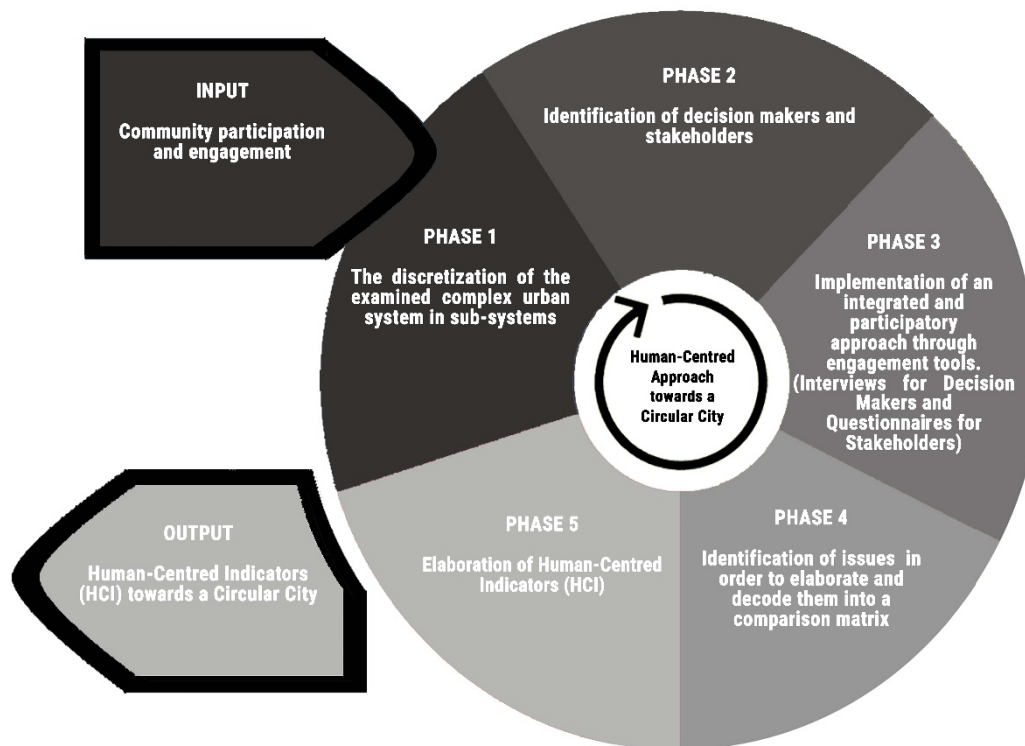 INPUT
Community participation
and engagement
PHASE 1
The discretization of the
examined complex urban
system in sub-systems
PHASE 2
Identification of decision makers and
stakeholders
PHASE 3
Implementation of an
integrated and
participatory
approach through
engagement tools.
(Interviews for Decision
Makers and
Questionnaires for
Stakeholders)
PHASE 4
Identification of issues in
order to elaborate and
decode them into a
comparison matrix
PHASE 5
Elaboration of Human-Centred
Indicators (HCI)
OUTPUT
Human-Centred Indicators
(HCI) towards a Circular City
Human-Centred
Approach
towards a
Circular City